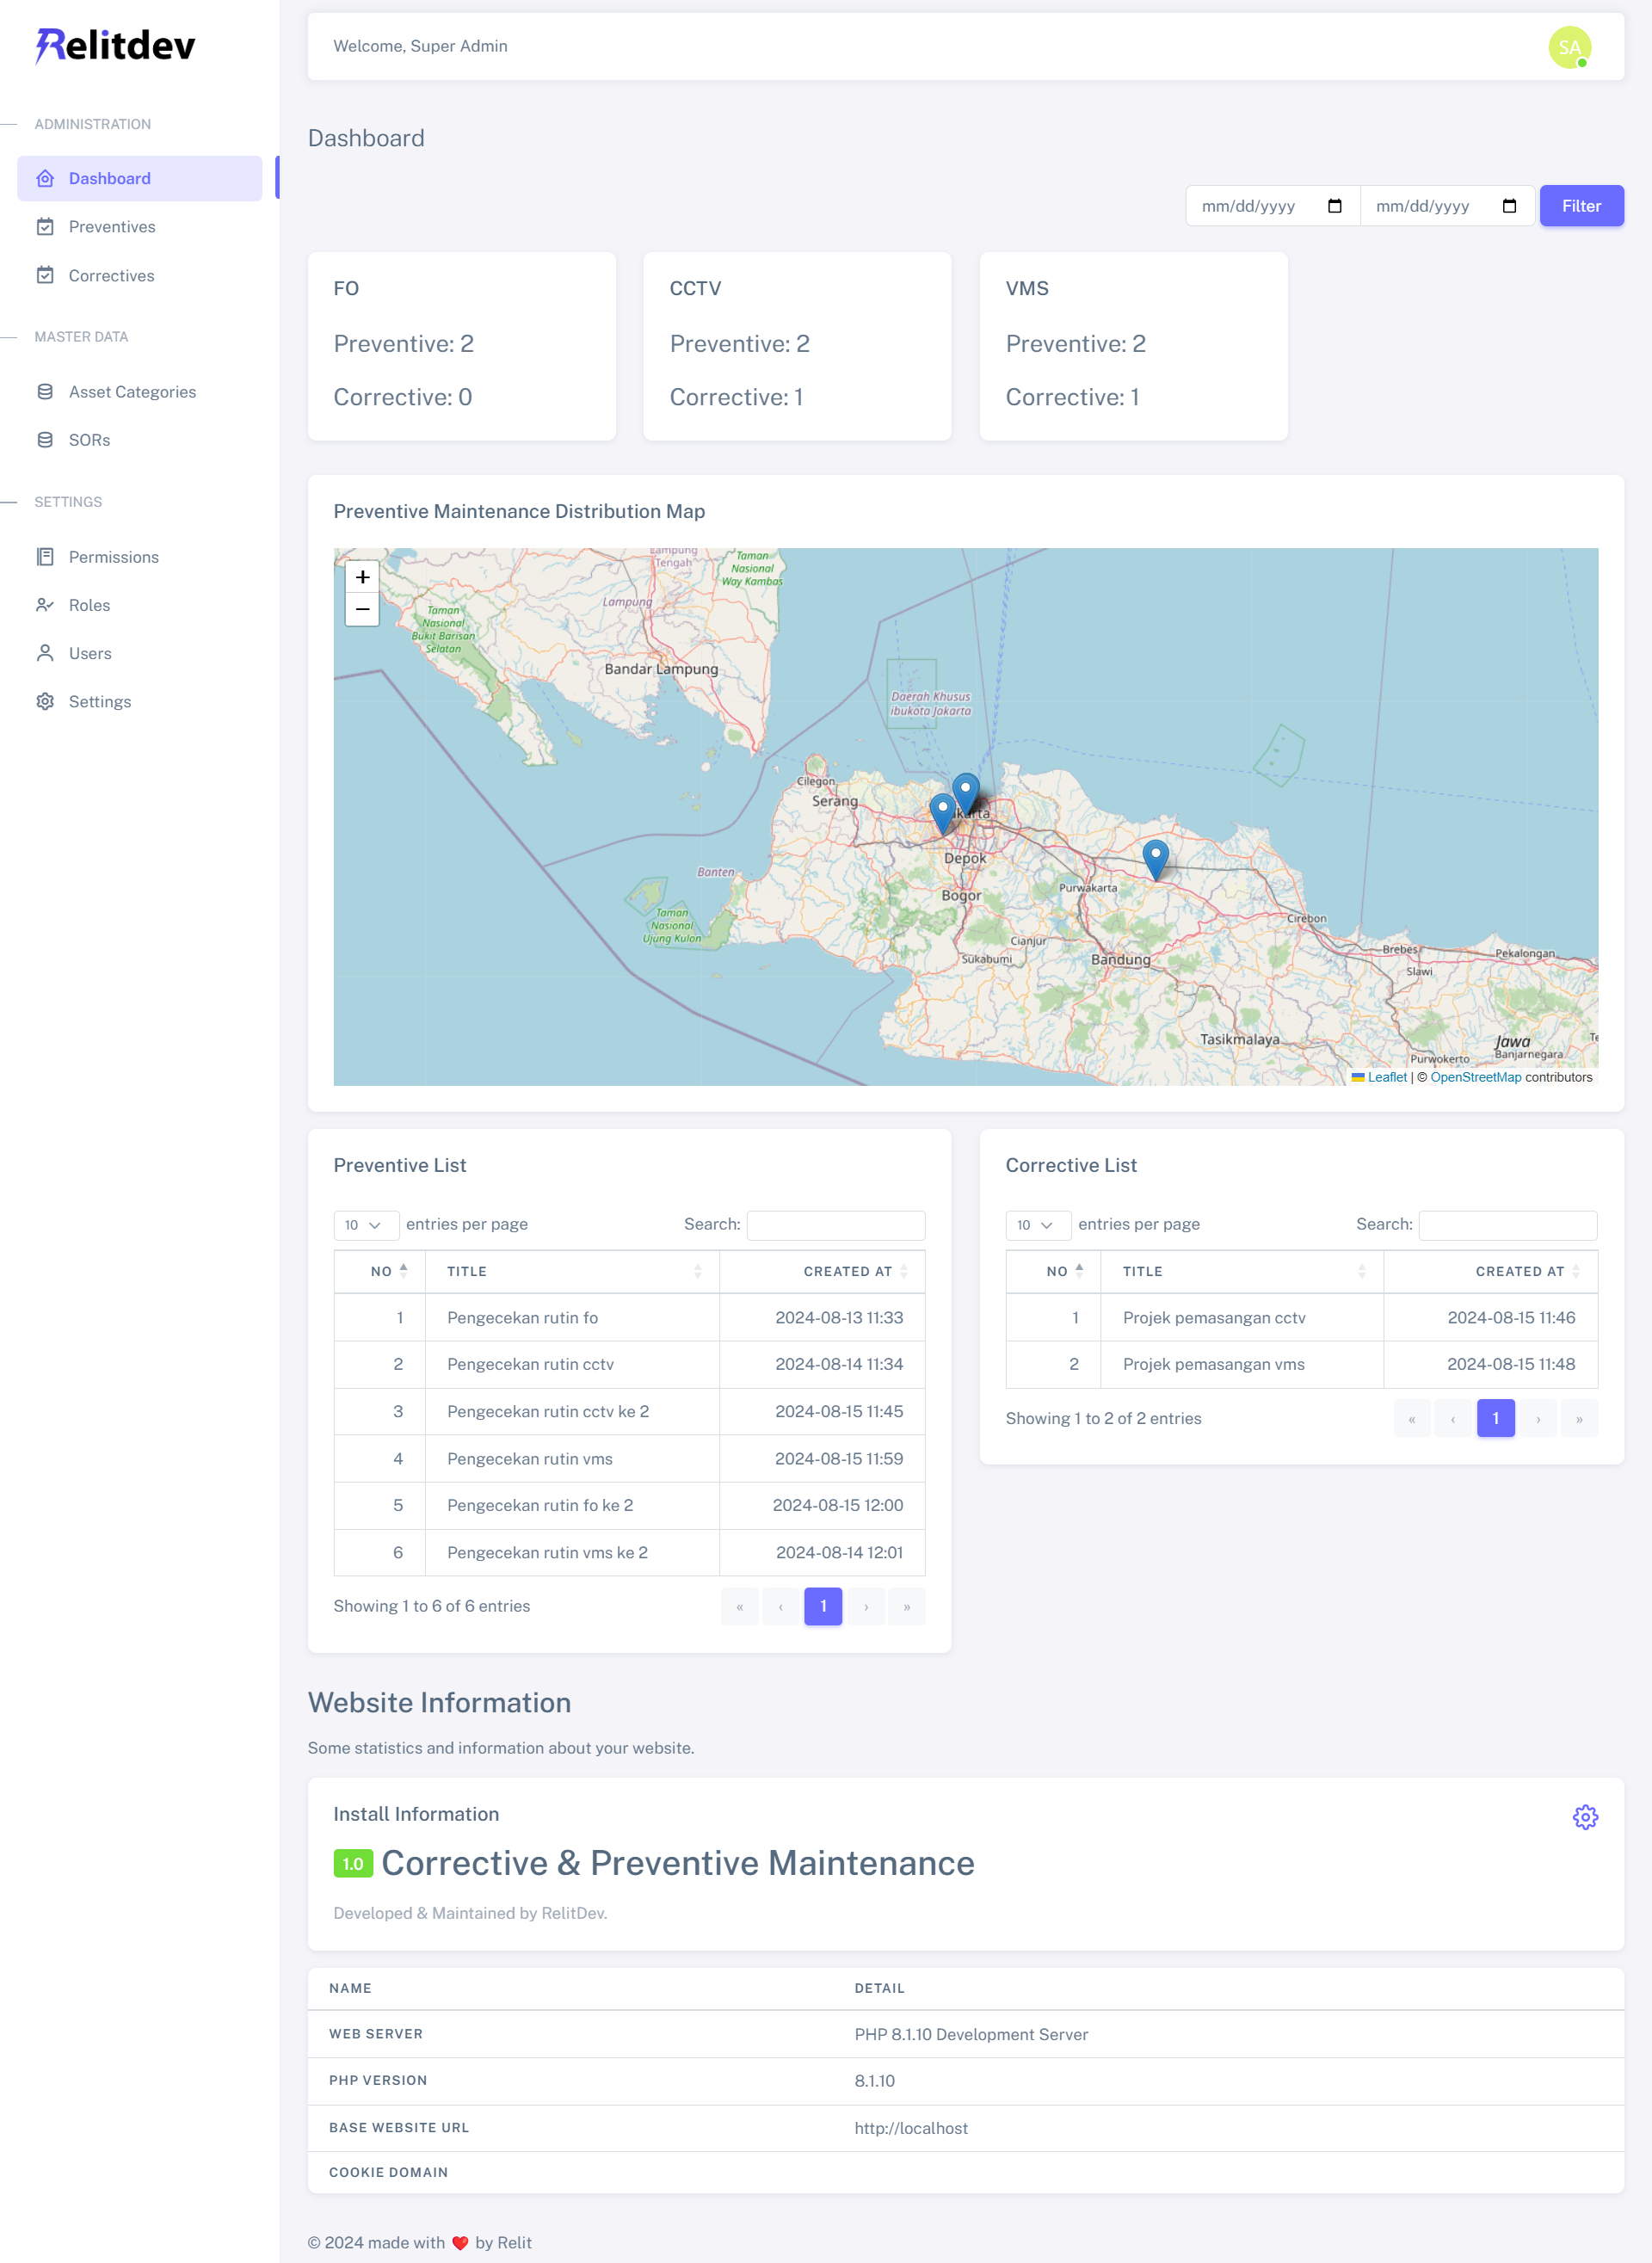 Relitdev
ADMINISTRATION
Dashboard
Preventives
Correctives
MASTER DATA
Asset Categories
SORs
SETTINGS
Permissions
Roles
Users
Settings
Welcome, Super Admin
SA
Dashboard
mm/dd/yyyy mm/dd/yyyy Filter
FO
Preventive: 2
Corrective: 0
CCTV
Preventive: 2
Corrective: 1
VMS
Preventive: 2
Corrective: 1
Preventive Maintenance Distribution Map
+
−
Lampung
Tengah
Taman
Nasional
Way Kambas
Lampung
Taman
Nasional
Bukit Barisan
Selatan
Bandar Lampung
Daerah Khusus
ibukota Jakarta
Cilegon
Serang
Depok
Banten
Bogor
Purwakarta
Taman
Nasional
Ujung Kulon
Cirebon
Cianjur
Sukabumi
Bandung
Brebes
Pekalongan
Slawi
Tasikmalaya
Jawa
Banjarnegara
Purwokerto
Leaflet | © OpenStreetMap contributors
Preventive List
10 entries per page Search:
NO TITLE CREATED AT
1 Pengecekan rutin fo 2024-08-13 11:33
2 Pengecekan rutin cctv 2024-08-14 11:34
3 Pengecekan rutin cctv ke 2 2024-08-15 11:45
4 Pengecekan rutin vms 2024-08-15 11:59
5 Pengecekan rutin fo ke 2 2024-08-15 12:00
6 Pengecekan rutin vms ke 2 2024-08-14 12:01
Showing 1 to 6 of 6 entries « ‹ 1 › »
Corrective List
10 entries per page Search:
NO TITLE CREATED AT
1 Projek pemasangan cctv 2024-08-15 11:46
2 Projek pemasangan vms 2024-08-15 11:48
Showing 1 to 2 of 2 entries « ‹ 1 › »
Website Information
Some statistics and information about your website.
Install Information
1.0 Corrective & Preventive Maintenance
Developed & Maintained by RelitDev.
NAME DETAIL
WEB SERVER PHP 8.1.10 Development Server
PHP VERSION 8.1.10
BASE WEBSITE URL http://localhost
COOKIE DOMAIN
© 2024 made with ❤️ by Relit